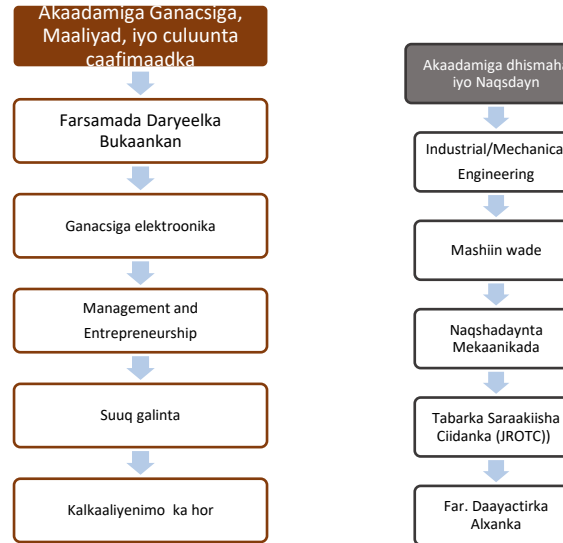 Akaadamiga Ganacsiga,
Maaliyad, iyo culuunta
caafimaadka
Farsamada Daryeelka
Bukaankan
Ganacsiga elektroonika
Management and
Entrepreneurship
Suuq galinta
Kalkaaliyenimo ka hor
Akaadamiga dhismaha
iyo Naqsdayn
Industrial/Mechanica
Engineering
Mashiin wade
Naqshadaynta
Mekaanikada
Tabarka Saraakiisha
Ciidanka (JROTC))
Far. Daayactirka
Alxanka